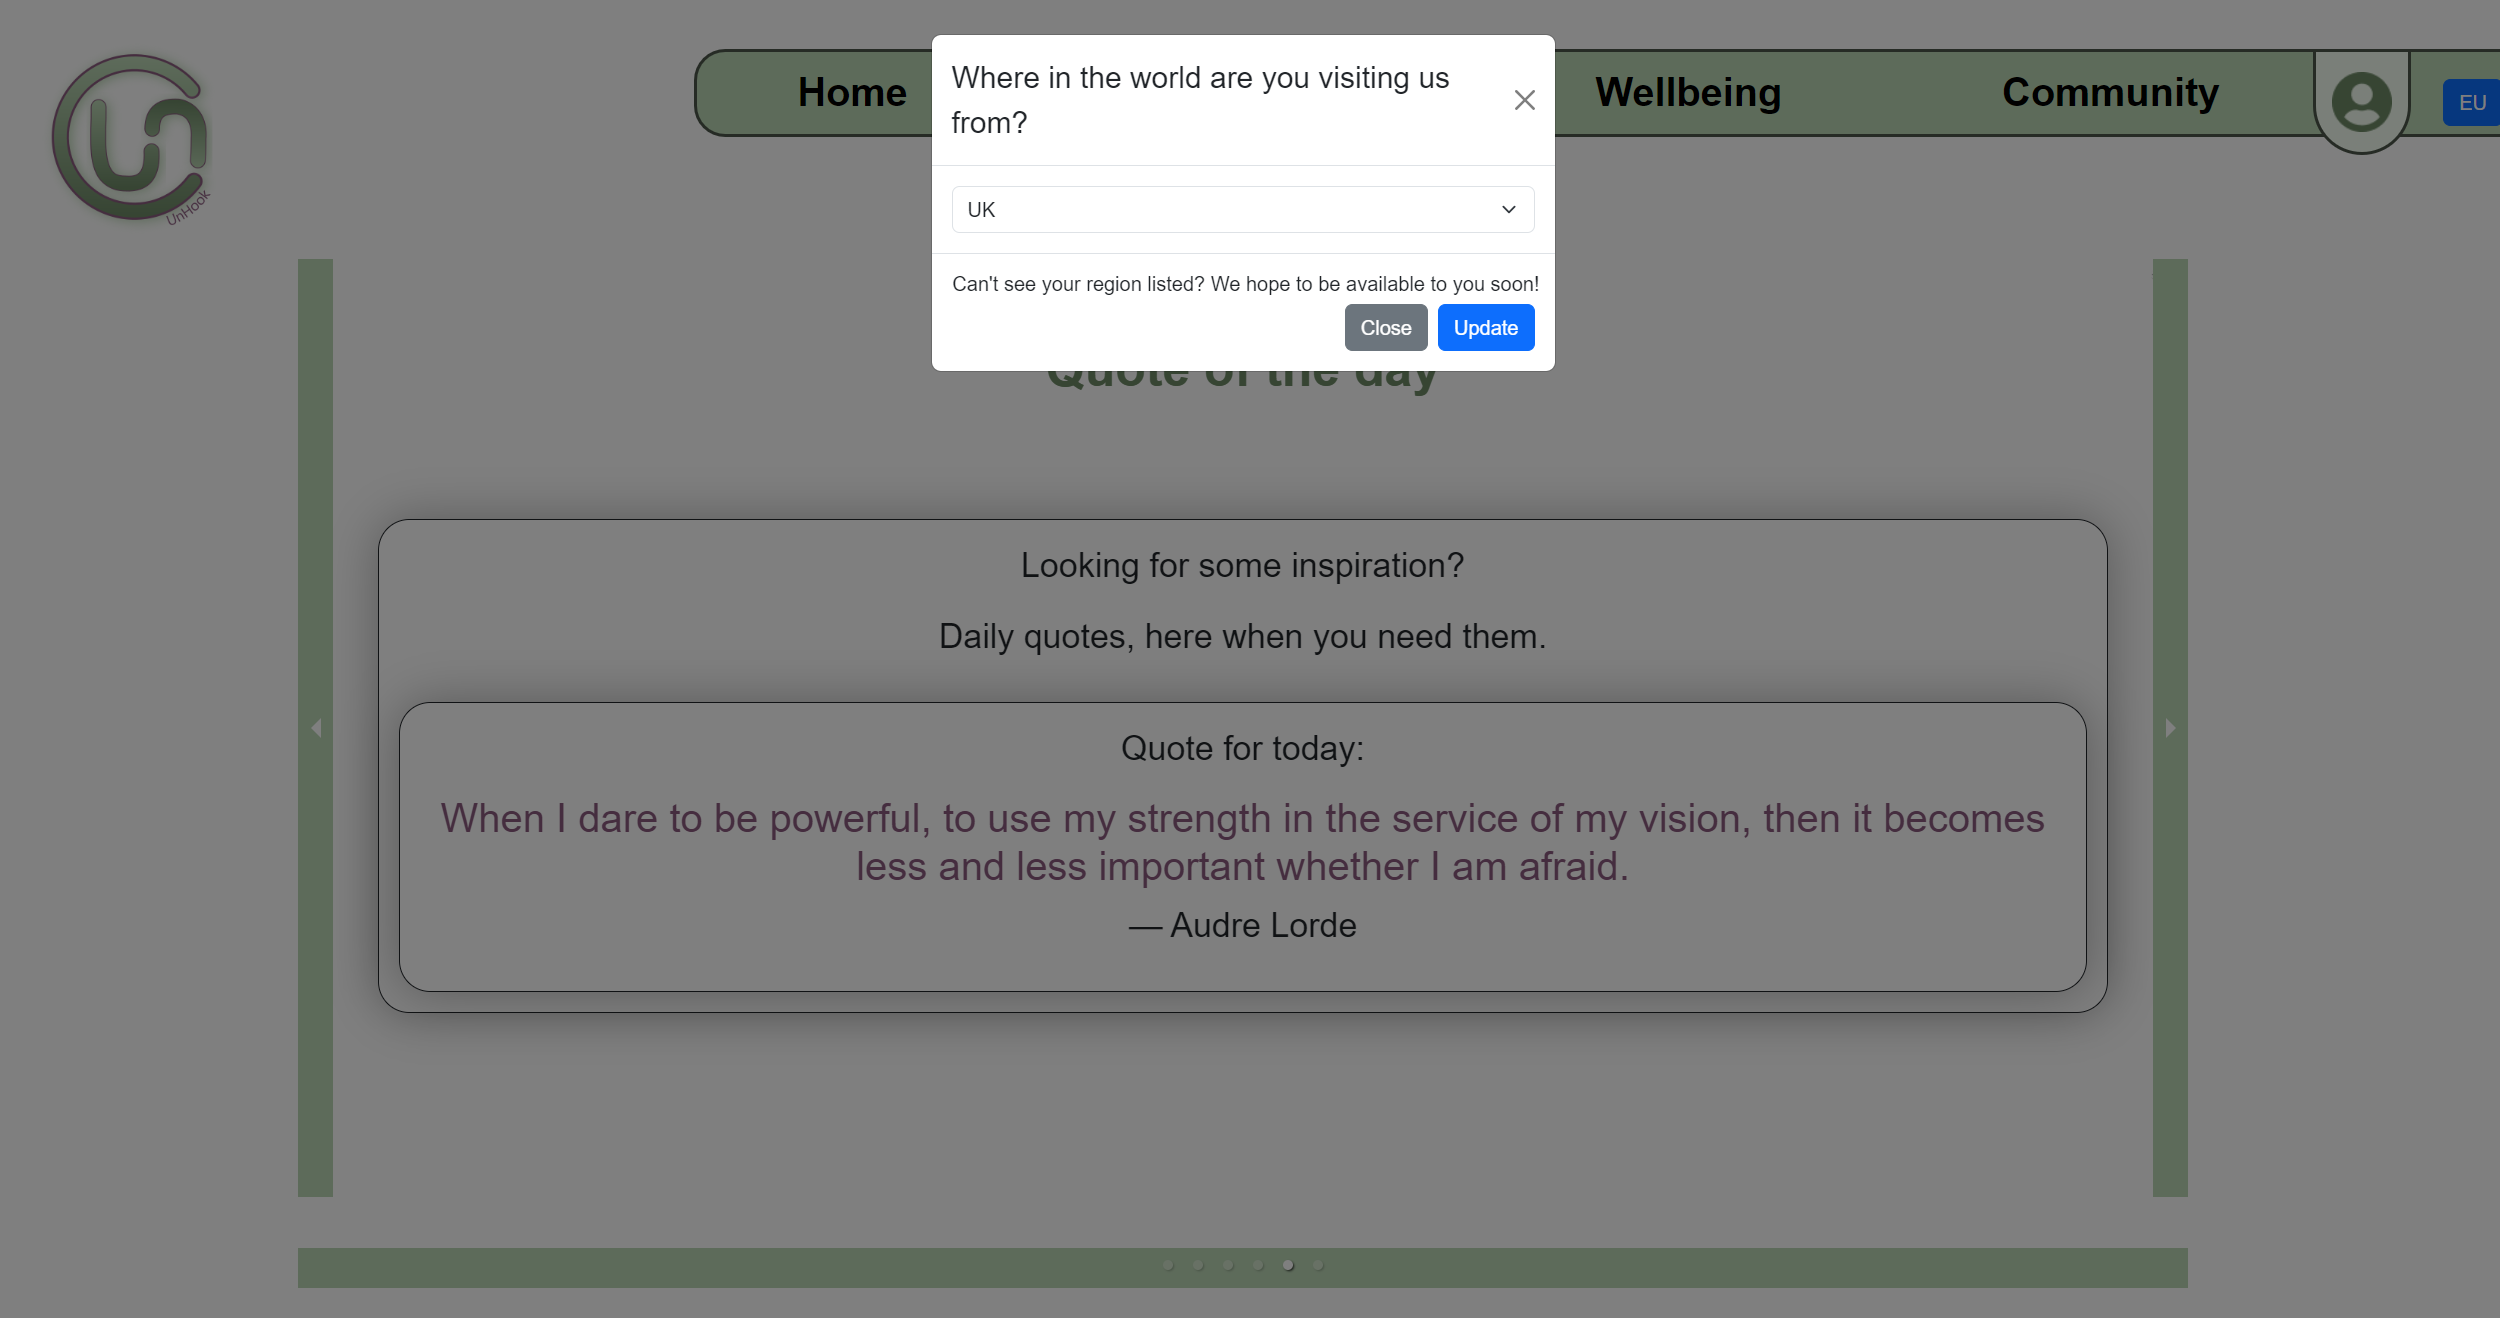 UnHook
Home
Wellbeing
Community
EU
Where in the world are you visiting us
from?
UK
Can't see your region listed? We hope to be available to you soon!
Close
Update
Quote of the day
Looking for some inspiration?
Daily quotes, here when you need them.
Quote for today:
When I dare to be powerful, to use my strength in the service of my vision, then it becomes
less and less important whether I am afraid.
— Audre Lorde